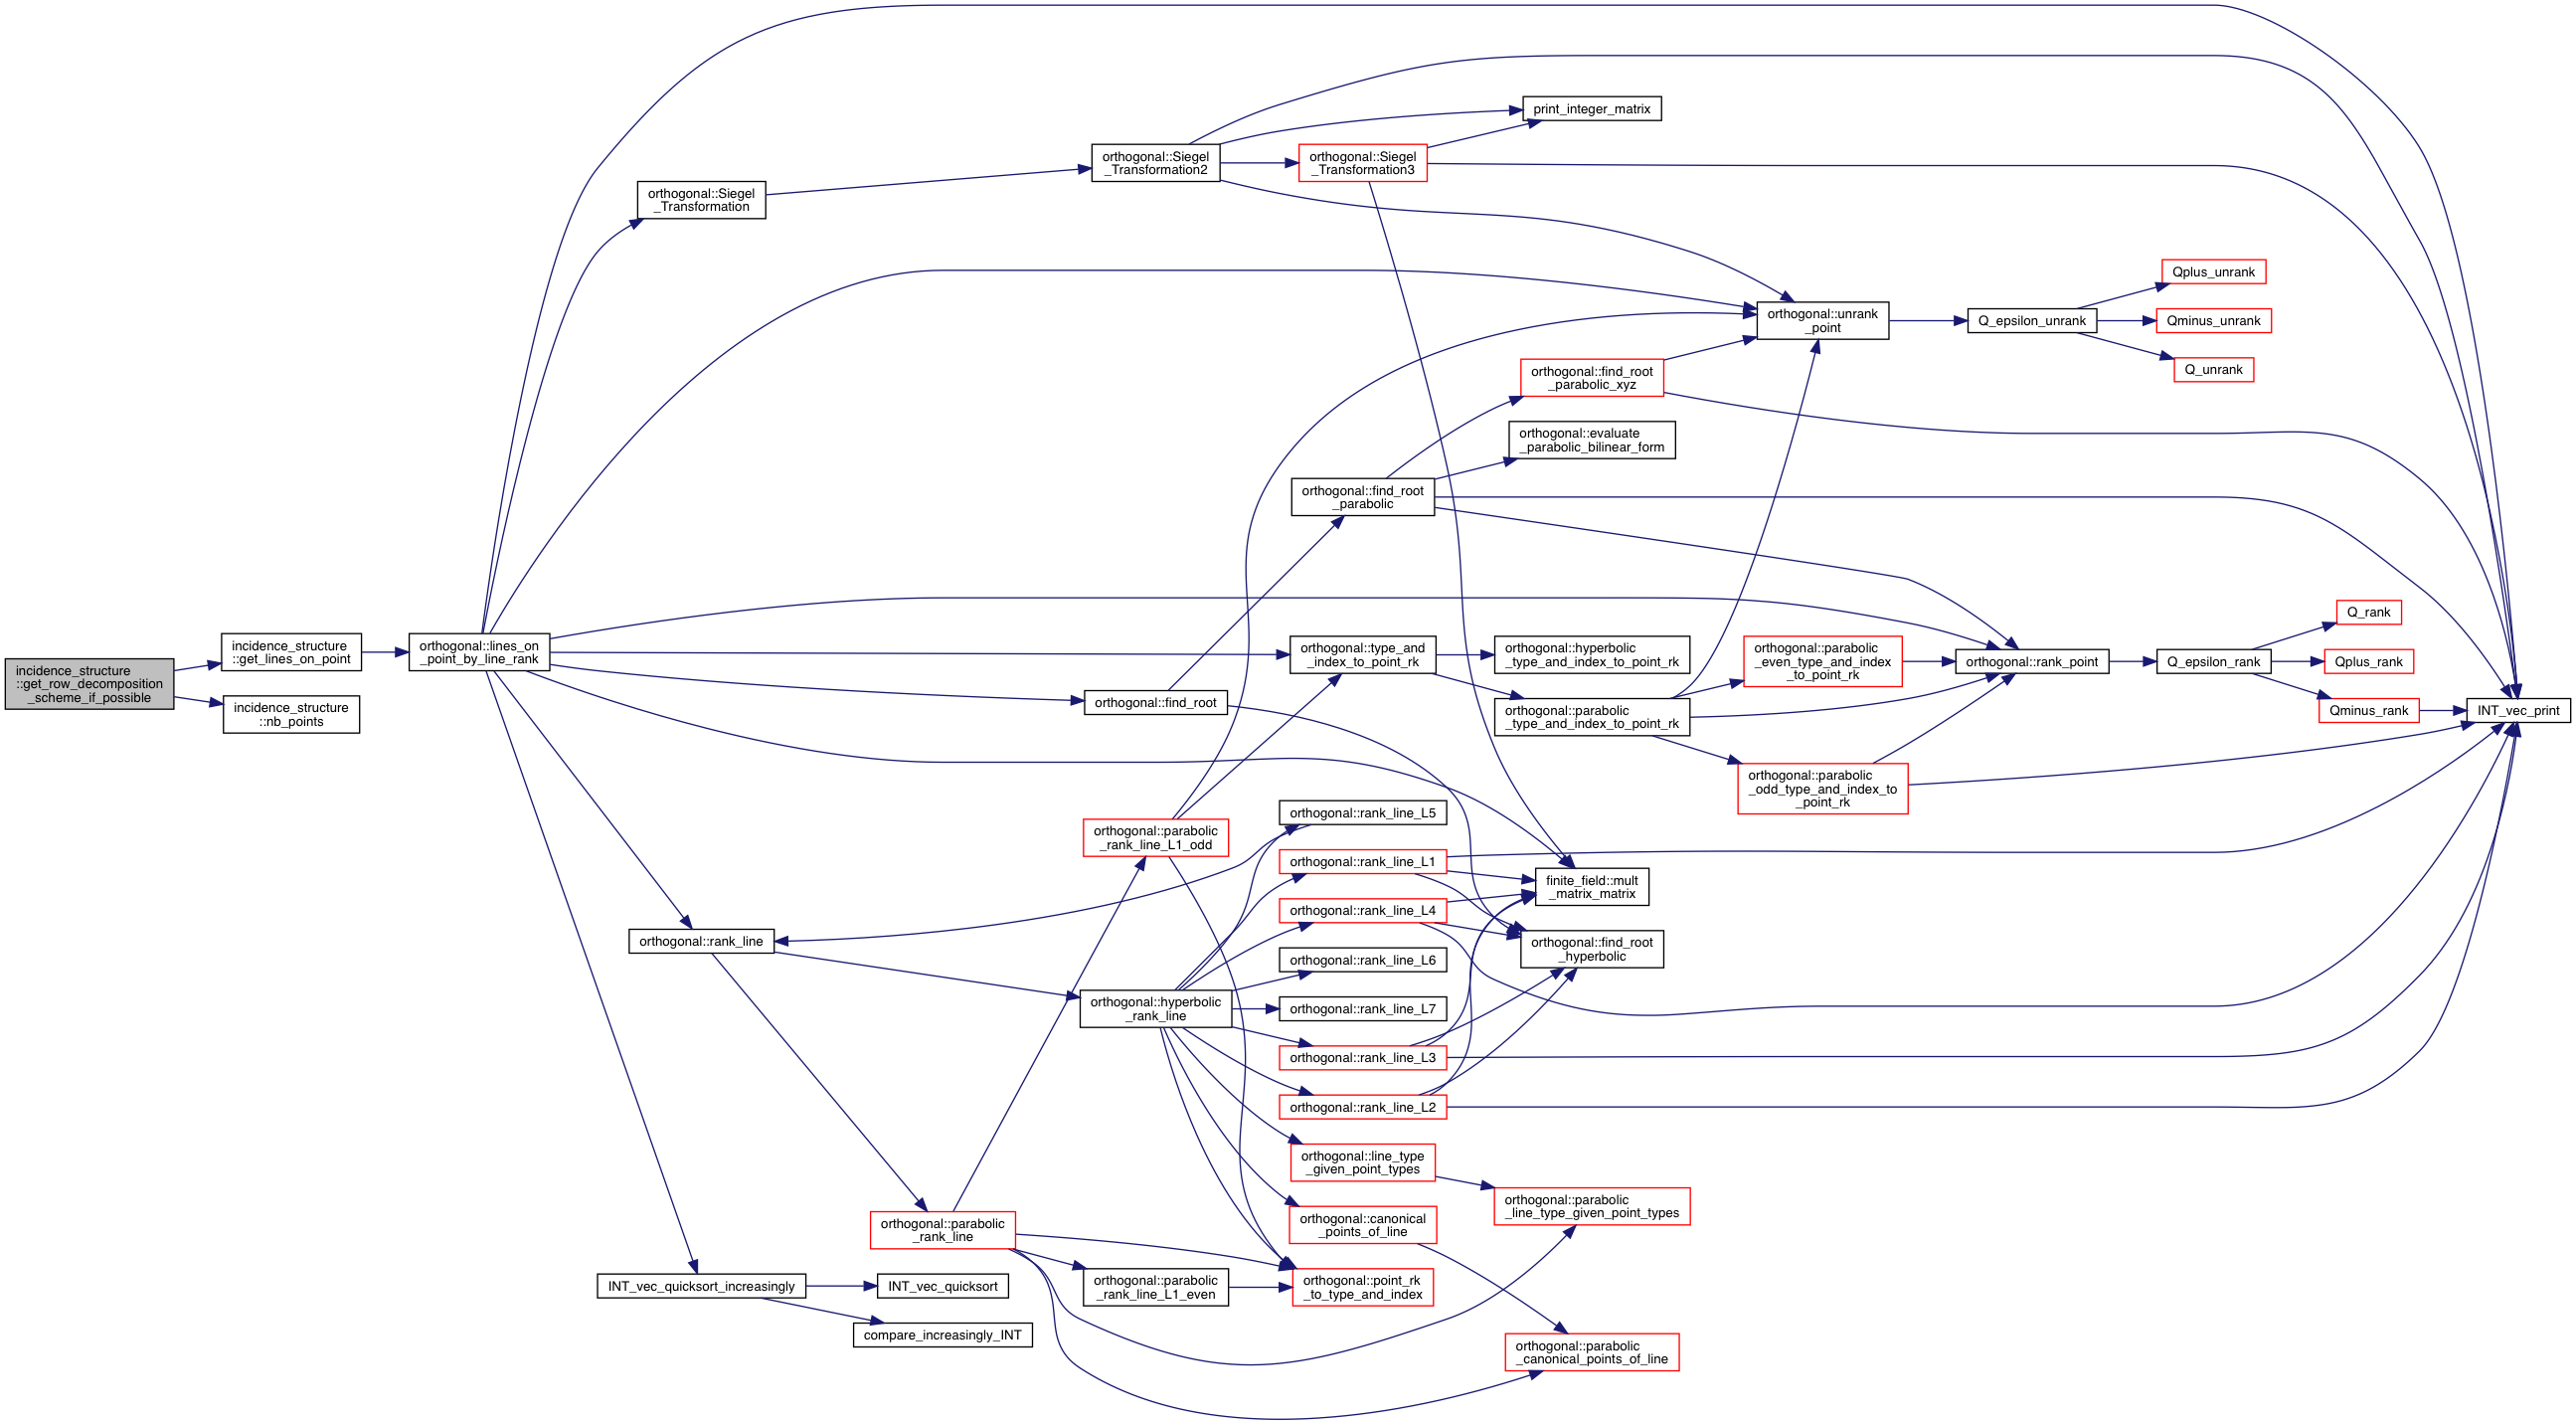 incidence_structure
::get_row_decomposition
_scheme_if_possible
incidence_structure
::get_lines_on_point
incidence_structure
::nb_points
orthogonal::lines_on
_point_by_line_rank
orthogonal::Siegel
_Transformation
orthogonal::rank_line
INT_vec_quicksort_increasingly
orthogonal::parabolic
_rank_line
INT_vec_quicksort
compare_increasingly_INT
orthogonal::Siegel
_Transformation2
orthogonal::find_root
orthogonal::parabolic
_rank_line_L1_odd
orthogonal::hyperbolic
_rank_line
orthogonal::parabolic
_rank_line_L1_even
orthogonal::Siegel
_Transformation3
orthogonal::find_root
_parabolic
orthogonal::type_and
_index_to_point_rk
orthogonal::rank_line_L5
orthogonal::rank_line_L1
orthogonal::rank_line_L4
orthogonal::rank_line_L6
orthogonal::rank_line_L7
orthogonal::rank_line_L3
orthogonal::rank_line_L2
orthogonal::line_type
_given_point_types
orthogonal::canonical
_points_of_line
orthogonal::point_rk
_to_type_and_index
print_integer_matrix
orthogonal::find_root
_parabolic_xyz
orthogonal::evaluate
_parabolic_bilinear_form
orthogonal::hyperbolic
_type_and_index_to_point_rk
orthogonal::parabolic
_type_and_index_to_point_rk
finite_field::mult
_matrix_matrix
orthogonal::find_root
_hyperbolic
orthogonal::parabolic
_line_type_given_point_types
orthogonal::parabolic
_canonical_points_of_line
orthogonal::unrank
_point
orthogonal::parabolic
_even_type_and_index
_to_point_rk
orthogonal::parabolic
_odd_type_and_index_to
_point_rk
Q_epsilon_unrank
orthogonal::rank_point
Qplus_unrank
Qminus_unrank
Q_unrank
Q_epsilon_rank
Q_rank
Qplus_rank
Qminus_rank
INT_vec_print